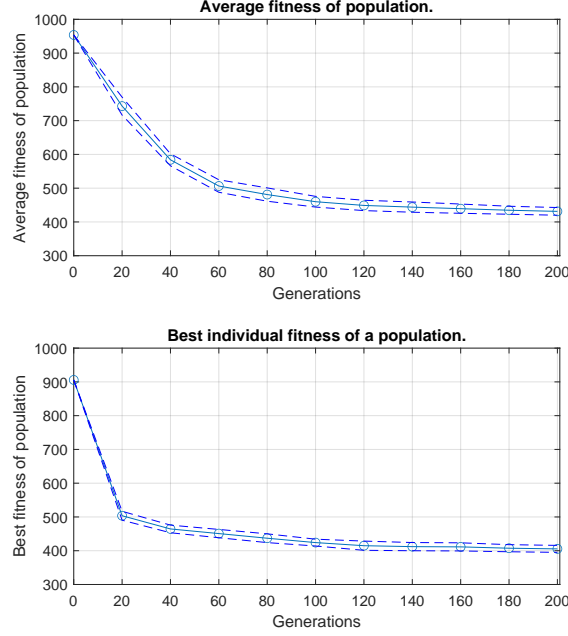 Average fitness of population.
1000
900
800
700
600
500
400
300
Average fitness of population
0 20 40 60 80 100 120 140 160 180 200
Generations
Best individual fitness of a population.
1000
900
800
700
600
500
400
300
Best fitness of population
0 20 40 60 80 100 120 140 160 180 200
Generations